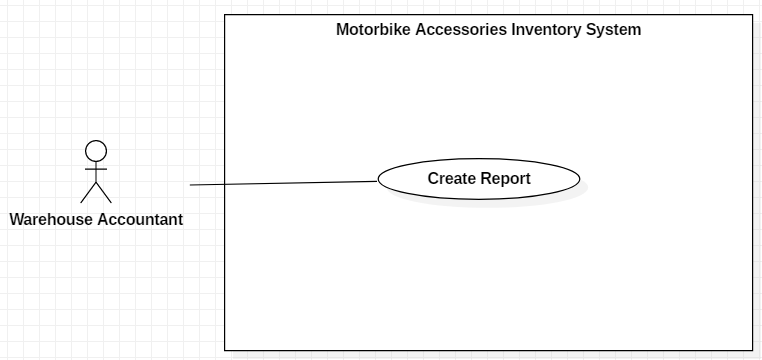 Motorbike Accessories Inventory System
Create Report
Warehouse Accountant